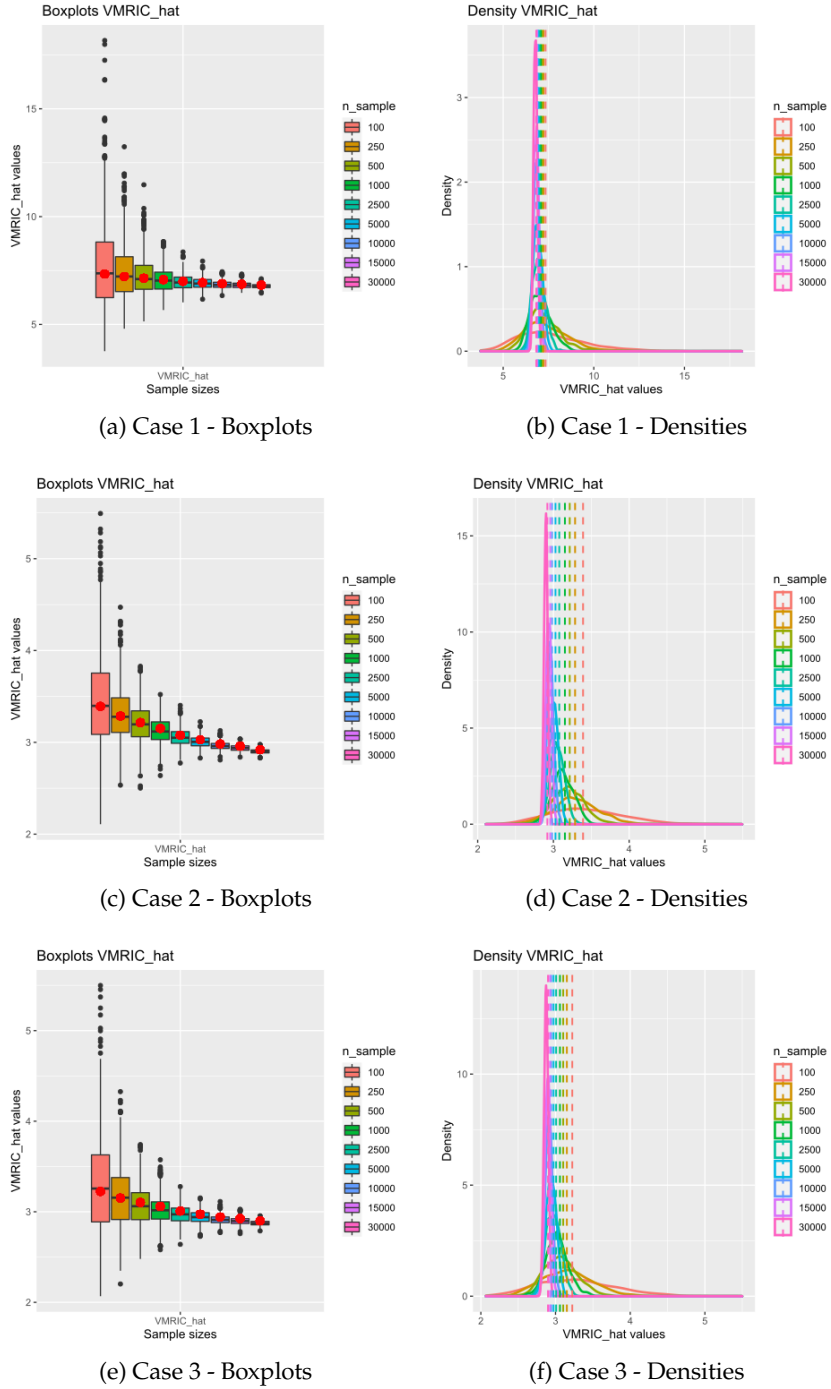 Boxplots VMRIC_hat
VMRIC_hat values
15
10
5
VMRIC_hat
Sample sizes
n_sample
100
250
500
1000
2500
5000
10000
15000
30000
(a) Case 1 - Boxplots
Density VMRIC_hat
Density
3
2
1
0
5
10
15
VMRIC_hat values
n_sample
100
250
500
1000
2500
5000
10000
15000
30000
(b) Case 1 - Densities
Boxplots VMRIC_hat
VMRIC_hat values
5
4
3
2
VMRIC_hat
Sample sizes
n_sample
100
250
500
1000
2500
5000
10000
15000
30000
(c) Case 2 - Boxplots
Density VMRIC_hat
Density
15
10
5
0
2
3
4
5
VMRIC_hat values
n_sample
100
250
500
1000
2500
5000
10000
15000
30000
(d) Case 2 - Densities
Boxplots VMRIC_hat
VMRIC_hat values
5
4
3
2
VMRIC_hat
Sample sizes
n_sample
100
250
500
1000
2500
5000
10000
15000
30000
(e) Case 3 - Boxplots
Density VMRIC_hat
Density
10
5
0
2
3
4
5
VMRIC_hat values
n_sample
100
250
500
1000
2500
5000
10000
15000
30000
(f) Case 3 - Densities